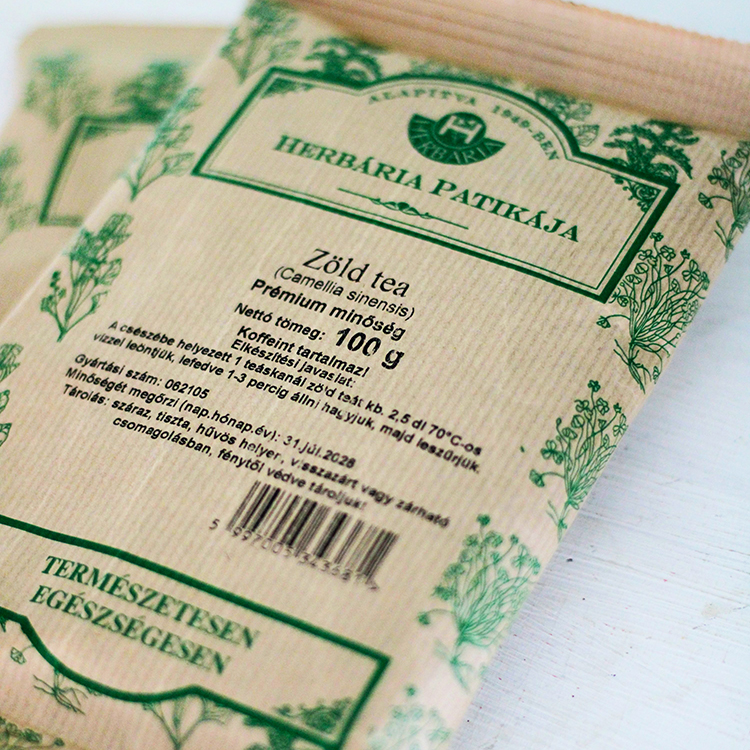 ALAPÍTVA 1949-BEN
H
HERBÁRIA
HERBÁRIA PATIKÁJA
Zöld tea
(Camellia sinensis)
Prémium minőség
Nettó tömeg: 100 g
Koffeint tartalmaz!
Elkészítési javaslat:
A csészébe helyezett 1 teáskanál zöld teát kb. 2,5 dl 70°C-os
vízzel leöntjük, lefedve 1-3 percig állni hagyjuk, majd leszűrjük.
Gyártási szám: 062105
Minőségét megőrzi (nap.hónap.év): 31.júl.2028
Tárolás: száraz, tiszta, hűvös helyen, visszazárt vagy zárható
csomagolásban, fénytől védve tároljuk!
TERMÉSZETESEN
EGÉSZSÉGESEN